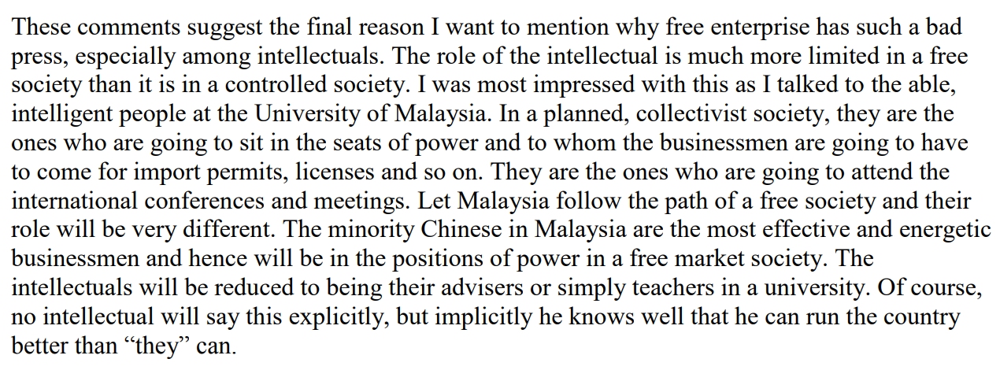 These comments suggest the final reason I want to mention why free enterprise has such a bad
press, especially among intellectuals. The role of the intellectual is much more limited in a free
society than it is in a controlled society. I was most impressed with this as I talked to the able,
intelligent people at the University of Malaysia. In a planned, collectivist society, they are the
ones who are going to sit in the seats of power and to whom the businessmen are going to have
to come for import permits, licenses and so on. They are the ones who are going to attend the
international conferences and meetings. Let Malaysia follow the path of a free society and their
role will be very different. The minority Chinese in Malaysia are the most effective and energetic
businessmen and hence will be in the positions of power in a free market society. The
intellectuals will be reduced to being their advisers or simply teachers in a university. Of course,
no intellectual will say this explicitly, but implicitly he knows well that he can run the country
better than “they” can.